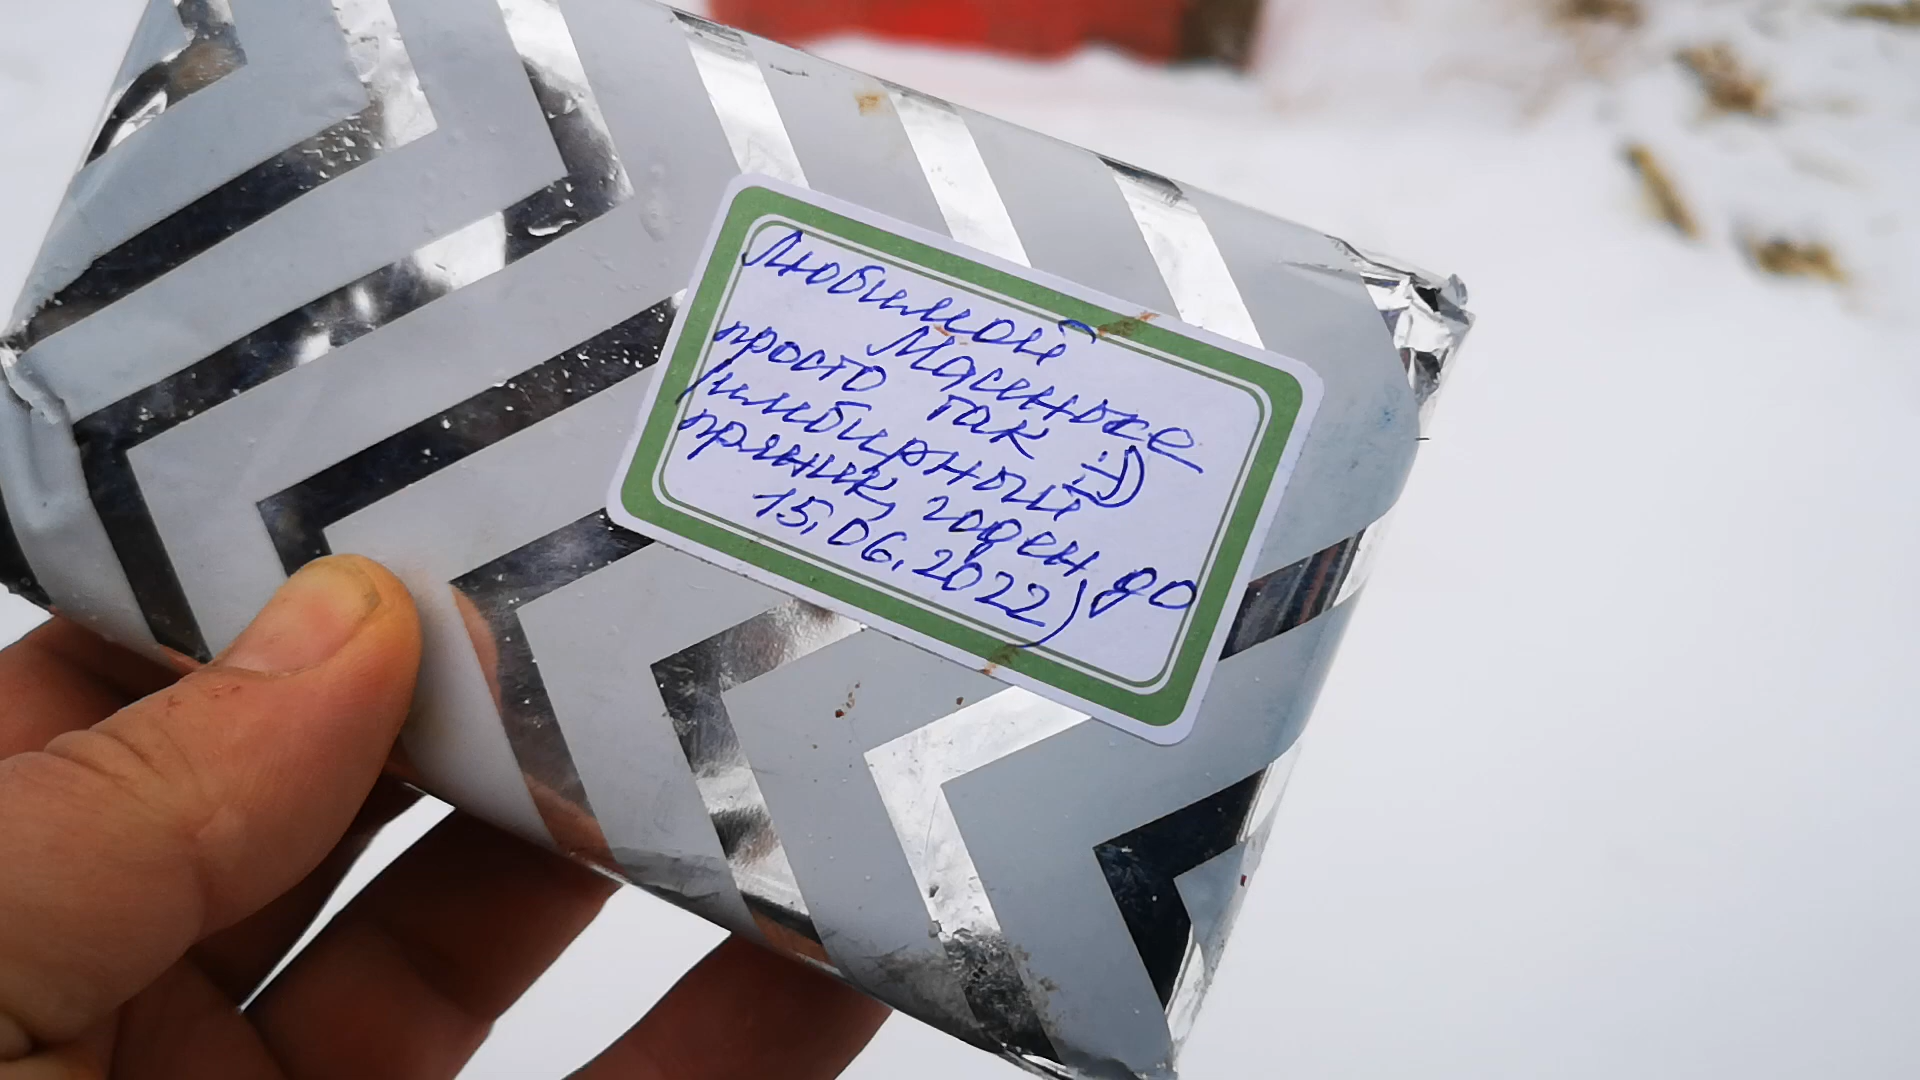 Любимой
Масеньке
просто так :)
(имбирный
пряник, годен до
15.06.2022)